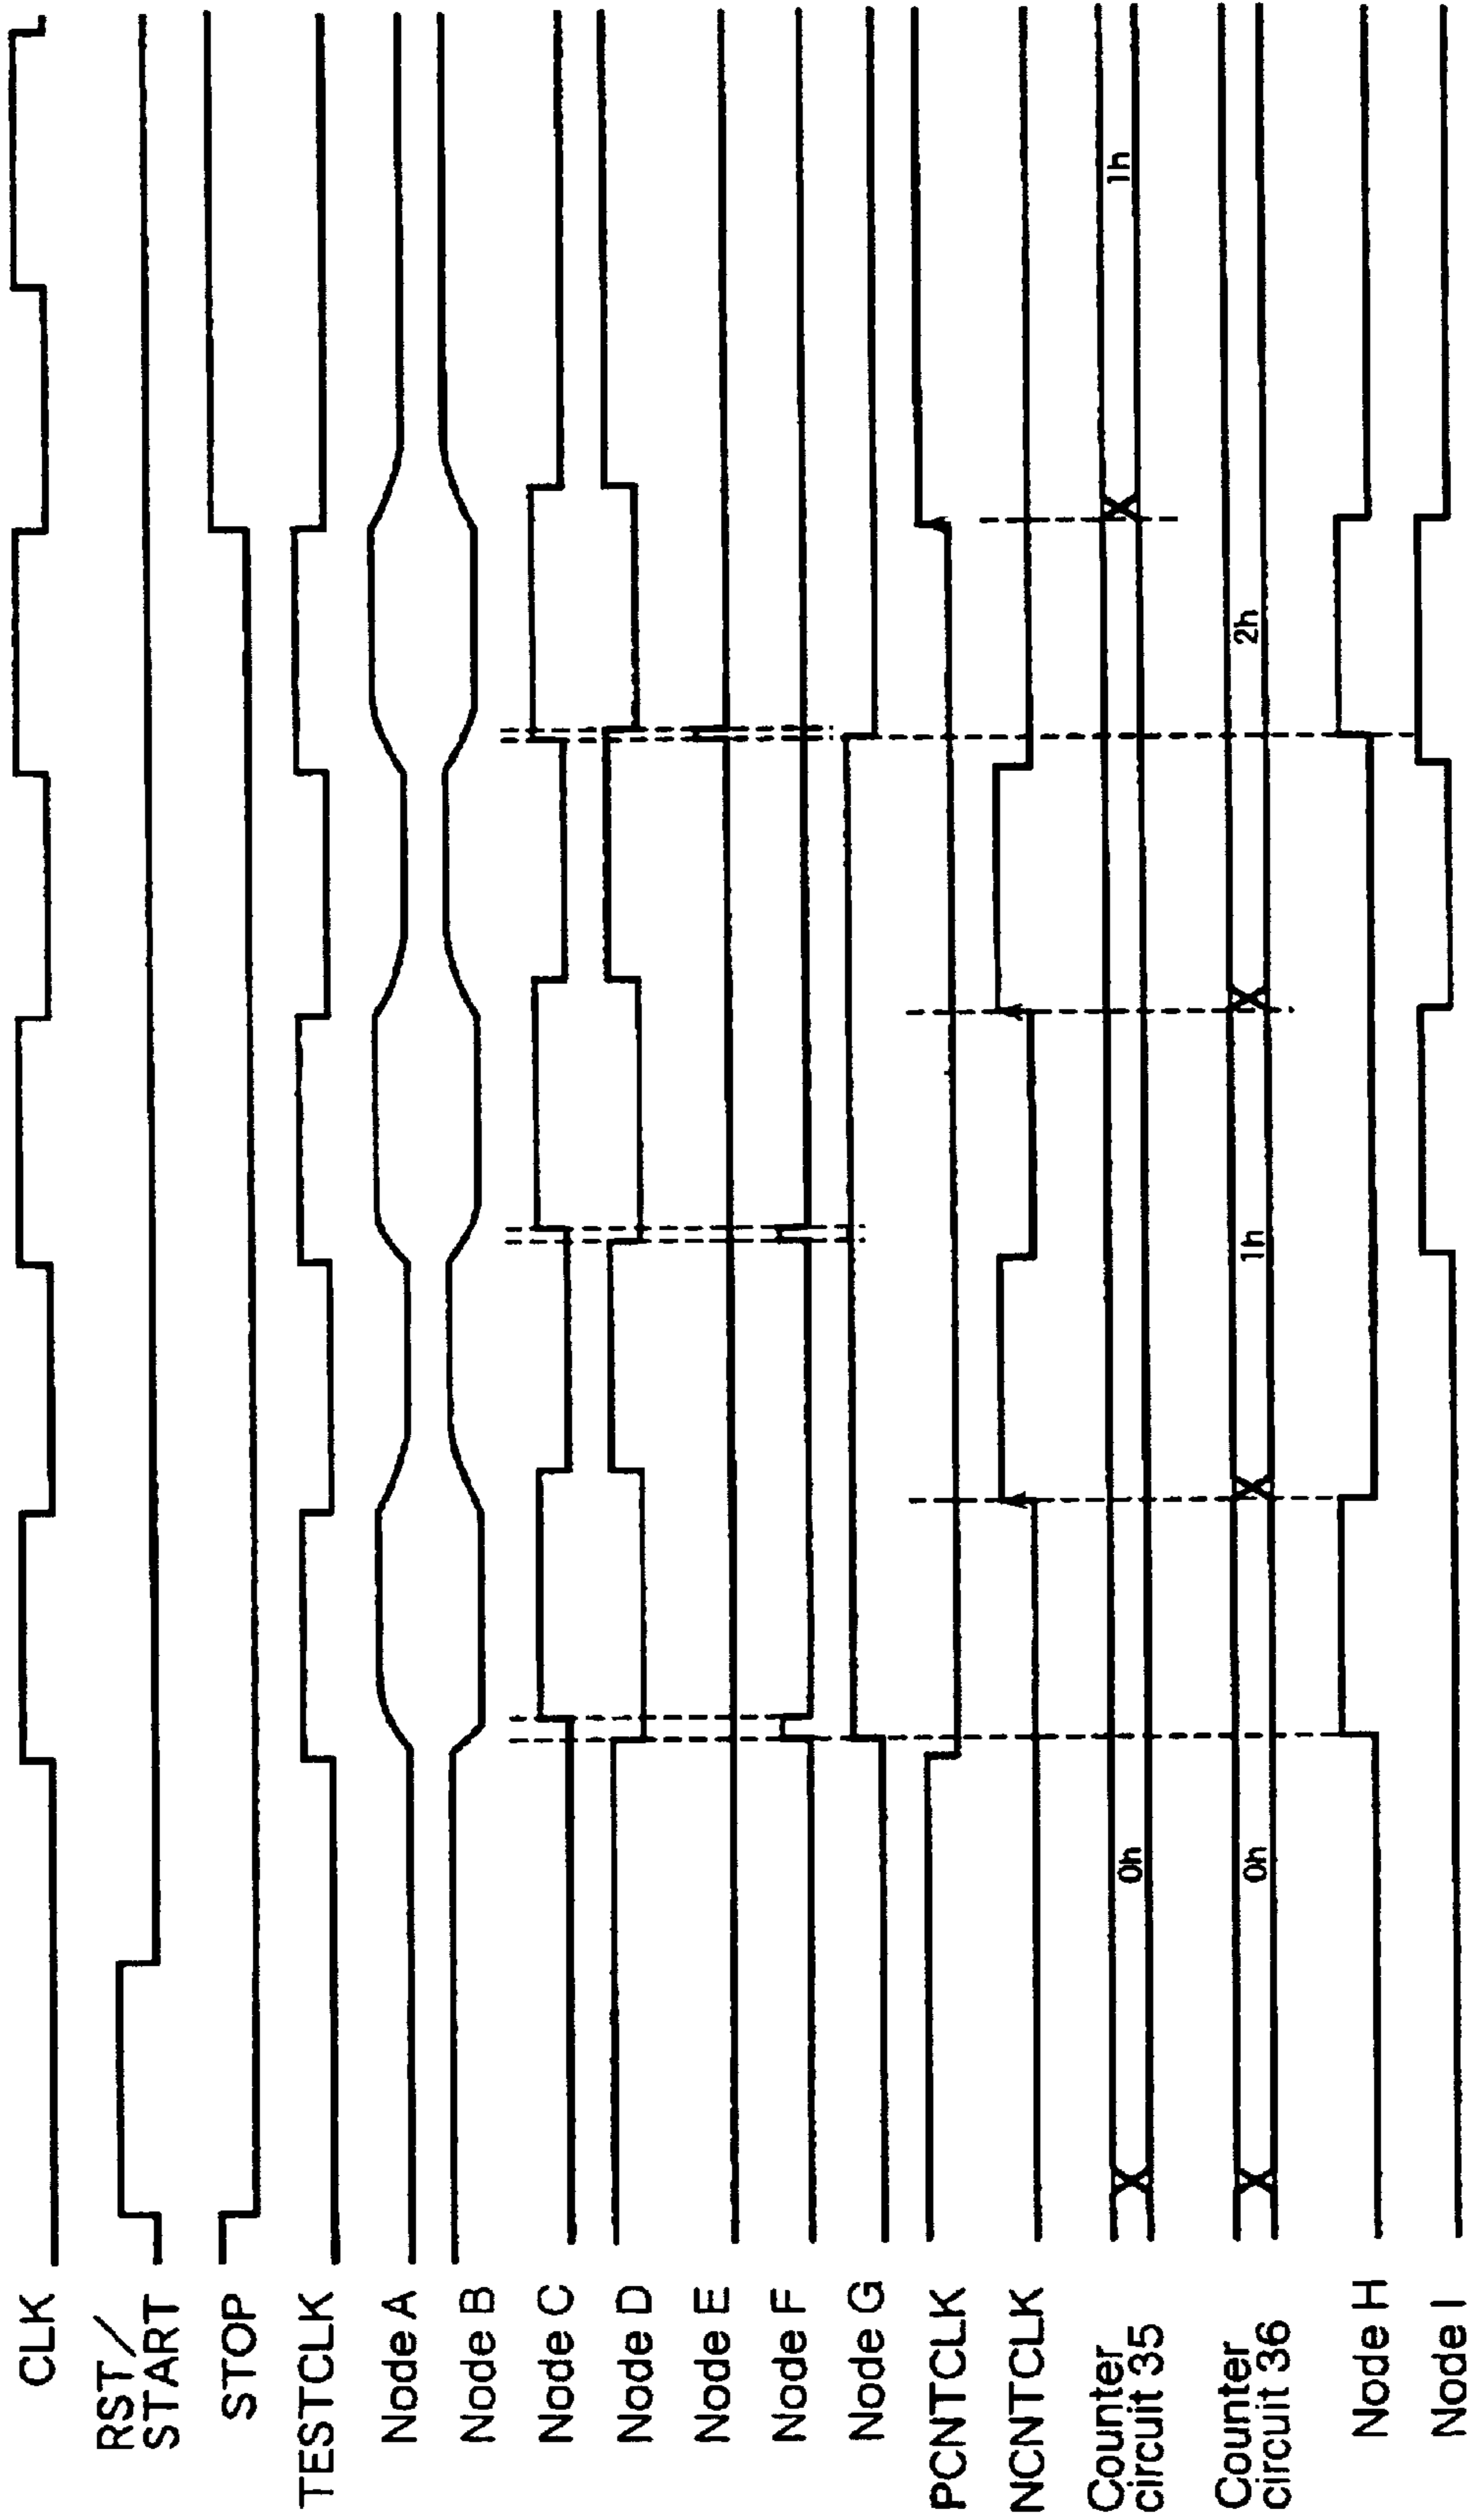 CLK
RST/
START
STOP
TESTCLK
Node A
Node B
Node C
Node D
Node E
Node F
Node G
PCNTCLK
NCNTCLK
Counter
circuit 35
0h
1h
Counter
circuit 36
0h
1h
2h
Node H
Node I